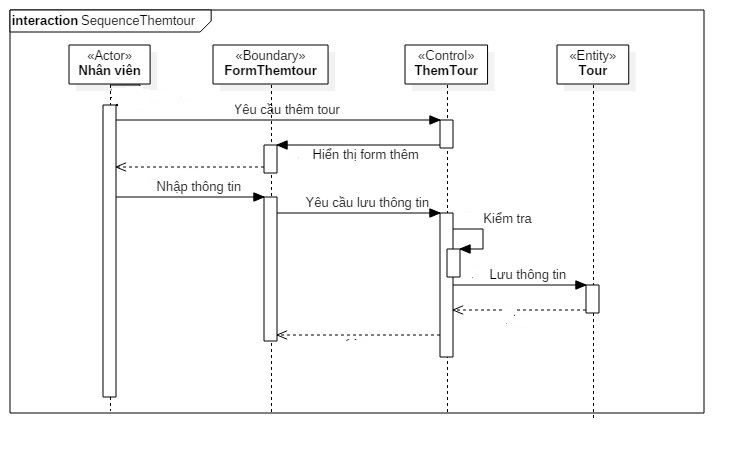 interaction SequenceThemtour
«Actor»
Nhân viên
«Boundary»
FormThemtour
«Control»
ThemTour
«Entity»
Tour
Yêu cầu thêm tour
Hiển thị form thêm
Nhập thông tin
Yêu cầu lưu thông tin
Kiểm tra
Lưu thông tin